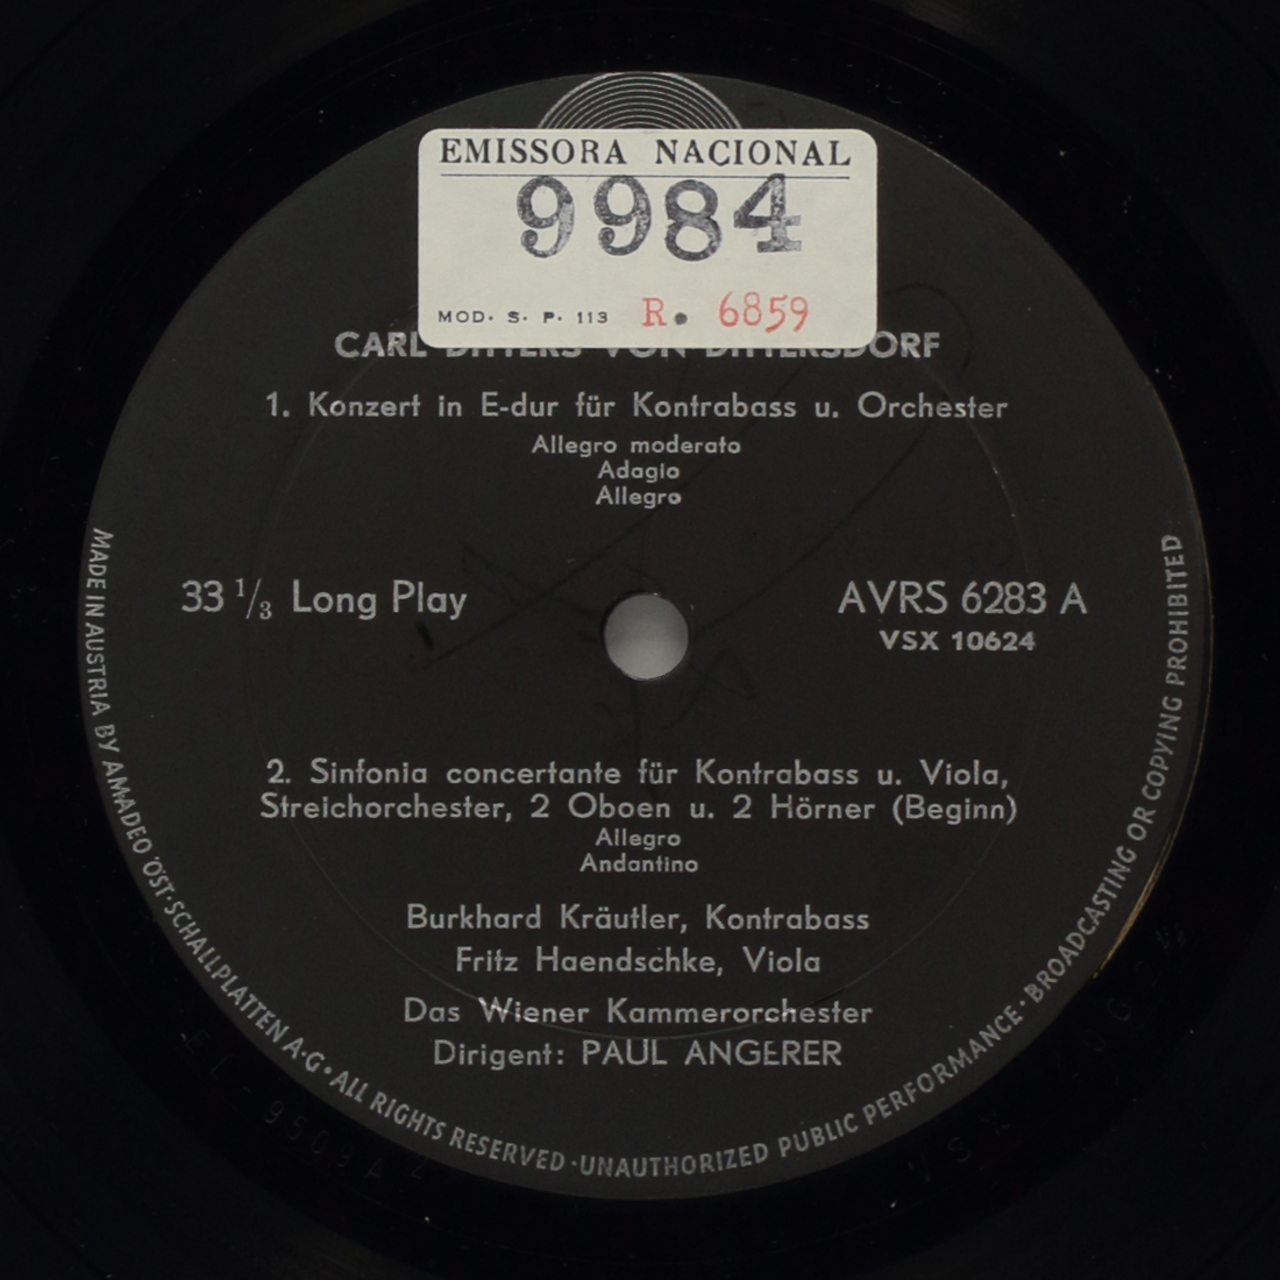 EMISSORA NACIONAL
9984
MOD. S. P. 113 R. 6859
CARL DITTERS VON DITTERSDORF
1. Konzert in E-dur für Kontrabass u. Orchester
Allegro moderato
Adagio
Allegro
33 1/3 Long Play
AVRS 6283 A
VSX 10624
2. Sinfonia concertante für Kontrabass u. Viola,
Streichorchester, 2 Oboen u. 2 Hörner (Beginn)
Allegro
Andantino
Burkhard Kräutler, Kontrabass
Fritz Haendschke, Viola
Das Wiener Kammerorchester
Dirigent: PAUL ANGERER
MADE IN AUSTRIA BY AMADEO ÖST. SCHALLPLATTEN A.G • ALL RIGHTS RESERVED · UNAUTHORIZED PUBLIC PERFORMANCE • BROADCASTING OR COPYING PROHIBITED